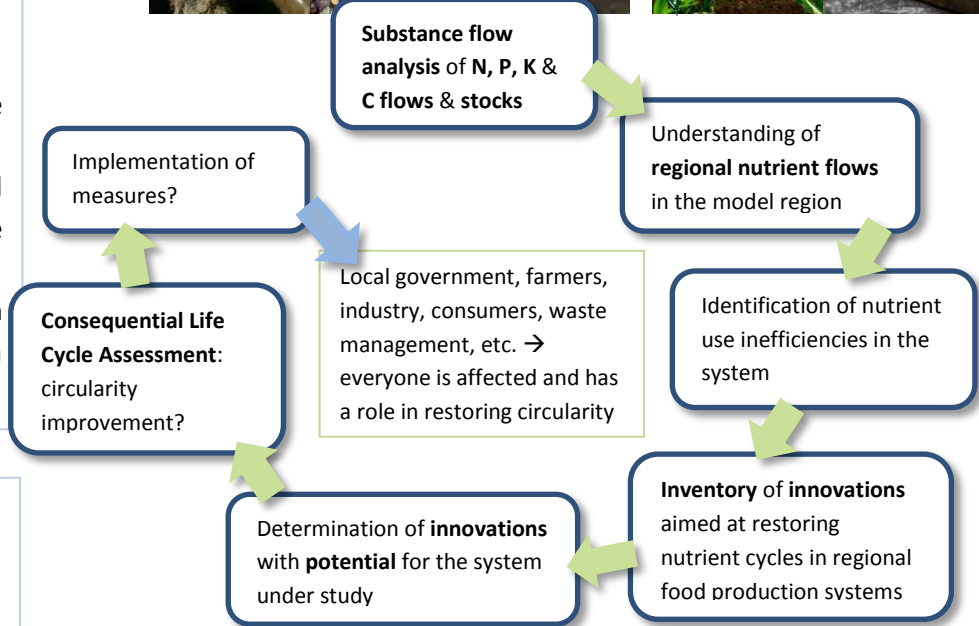 Substance flow
analysis of N, P, K &
C flows & stocks
Understanding of
regional nutrient flows
in the model region
Identification of nutrient
use inefficiencies in the
system
Inventory of innovations
aimed at restoring
nutrient cycles in regional
food production systems
Determination of innovations
with potential for the system
under study
Consequential Life
Cycle Assessment:
circularity
improvement?
Implementation of
measures?
Local government, farmers,
industry, consumers, waste
management, etc. →
everyone is affected and has
a role in restoring circularity